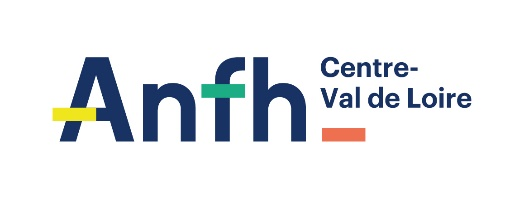 Anfh
Centre-
Val de Loire